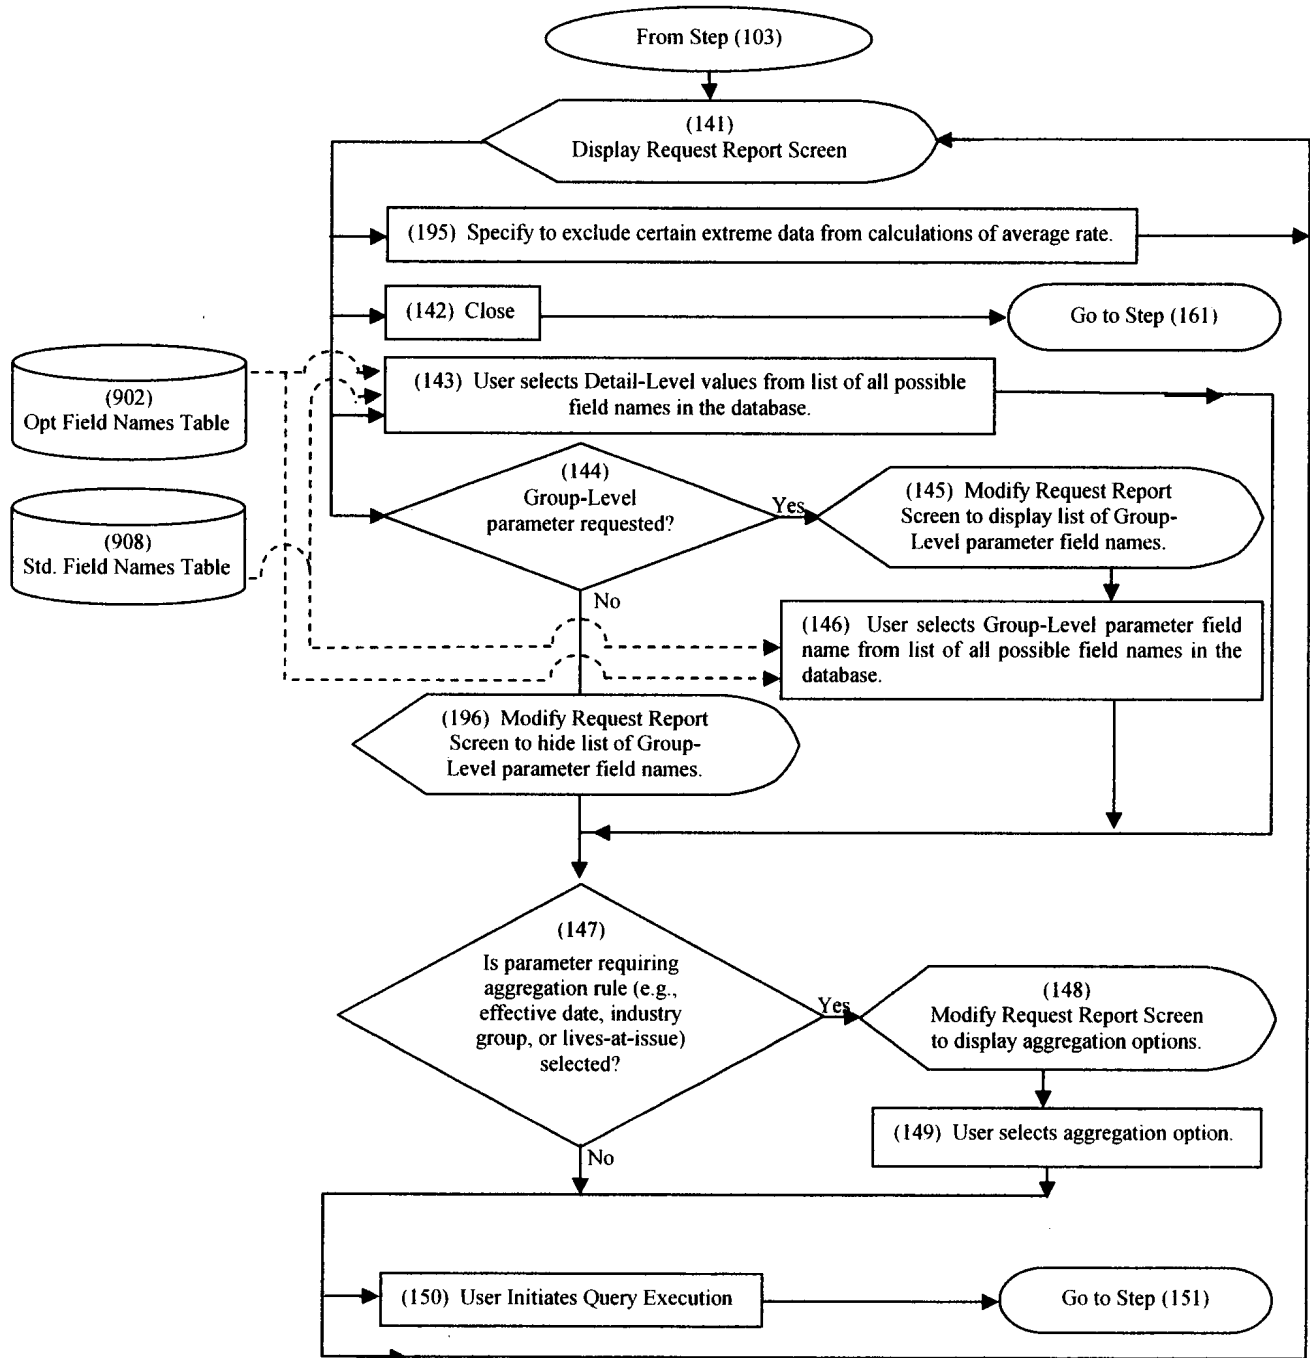 From Step (103)
(141)
Display Request Report Screen
(195) Specify to exclude certain extreme data from calculations of average rate.
(142) Close
Go to Step (161)
(902)
Opt Field Names Table
(143) User selects Detail-Level values from list of all possible
field names in the database.
(144)
Group-Level
parameter requested?
Yes
(145) Modify Request Report
Screen to display list of Group-
Level parameter field names.
(908)
Std. Field Names Table
No
(146) User selects Group-Level parameter field
name from list of all possible field names in the
database.
(196) Modify Request Report
Screen to hide list of Group-
Level parameter field names.
(147)
Is parameter requiring
aggregation rule (e.g.,
effective date, industry
group, or lives-at-issue)
selected?
Yes
(148)
Modify Request Report Screen
to display aggregation options.
(149) User selects aggregation option.
No
(150) User Initiates Query Execution
Go to Step (151)